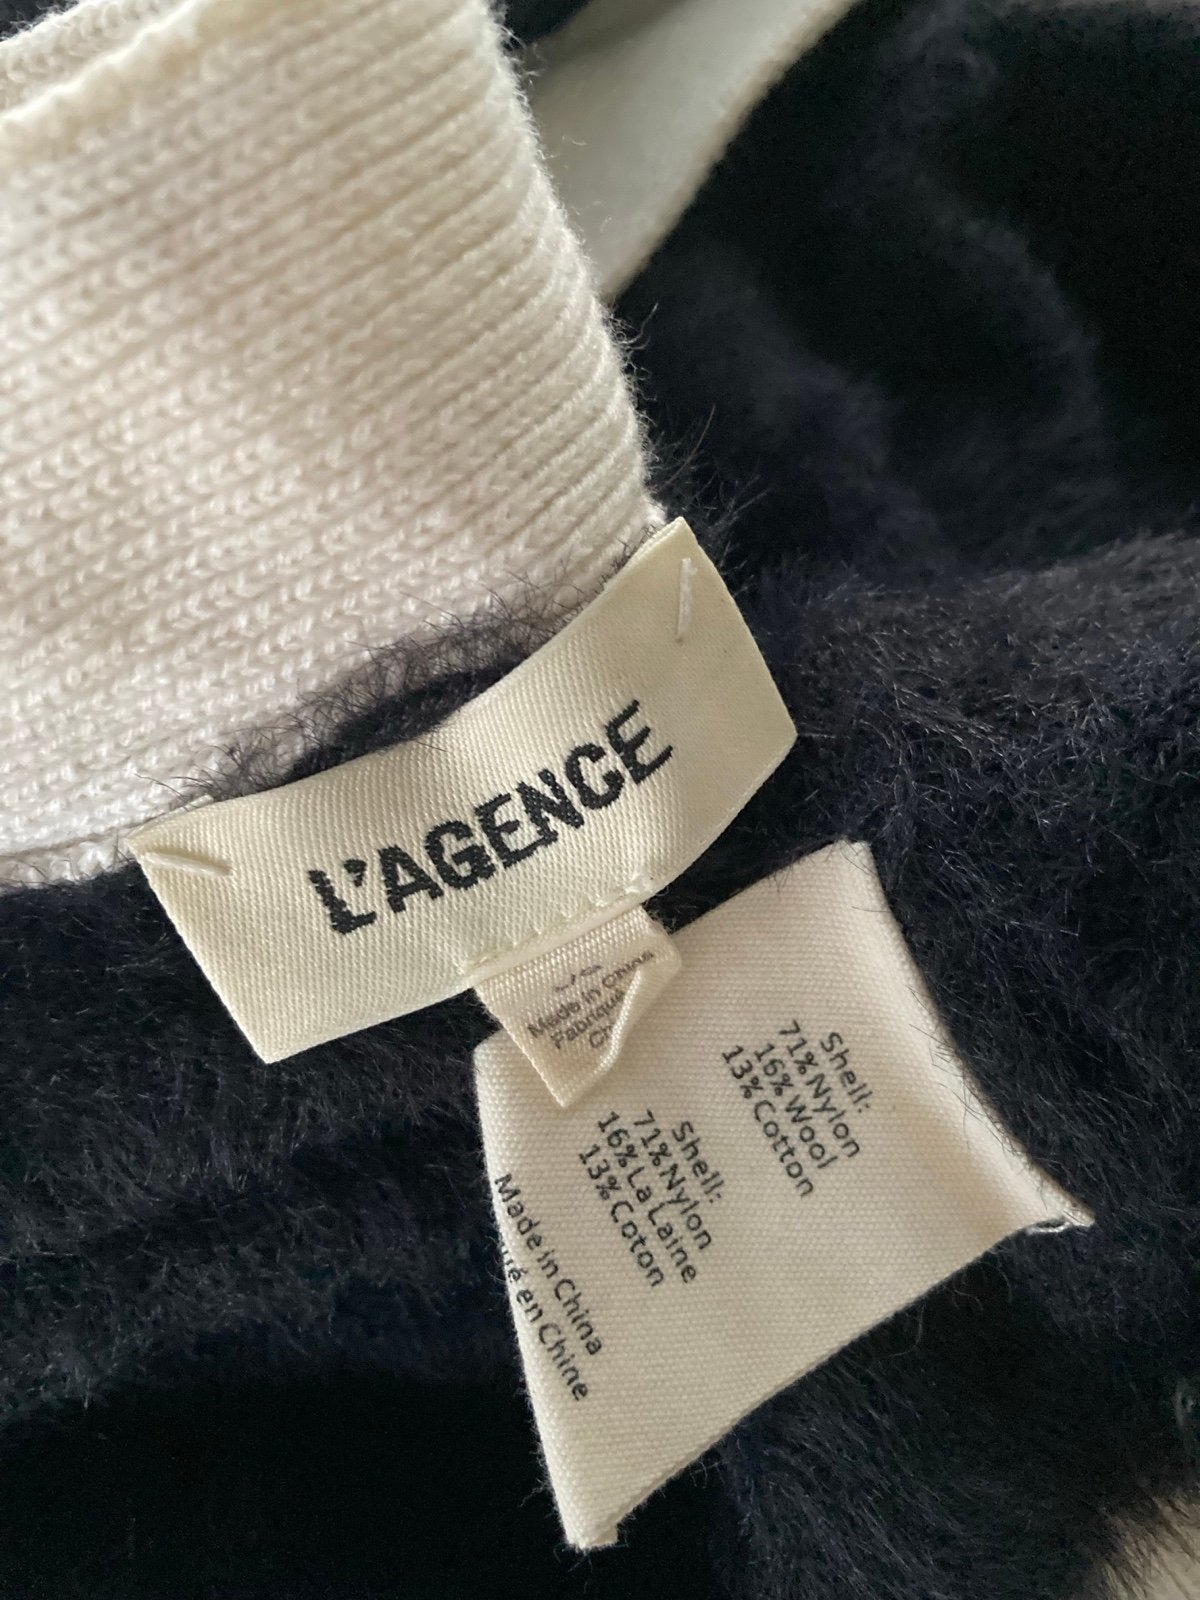 L'AGENCE
Made in China
Shell:
71% Nylon
16% Wool
13% Cotton
Shell:
71% Nylon
16% La Laine
13% Coton
Made in China
en Chine